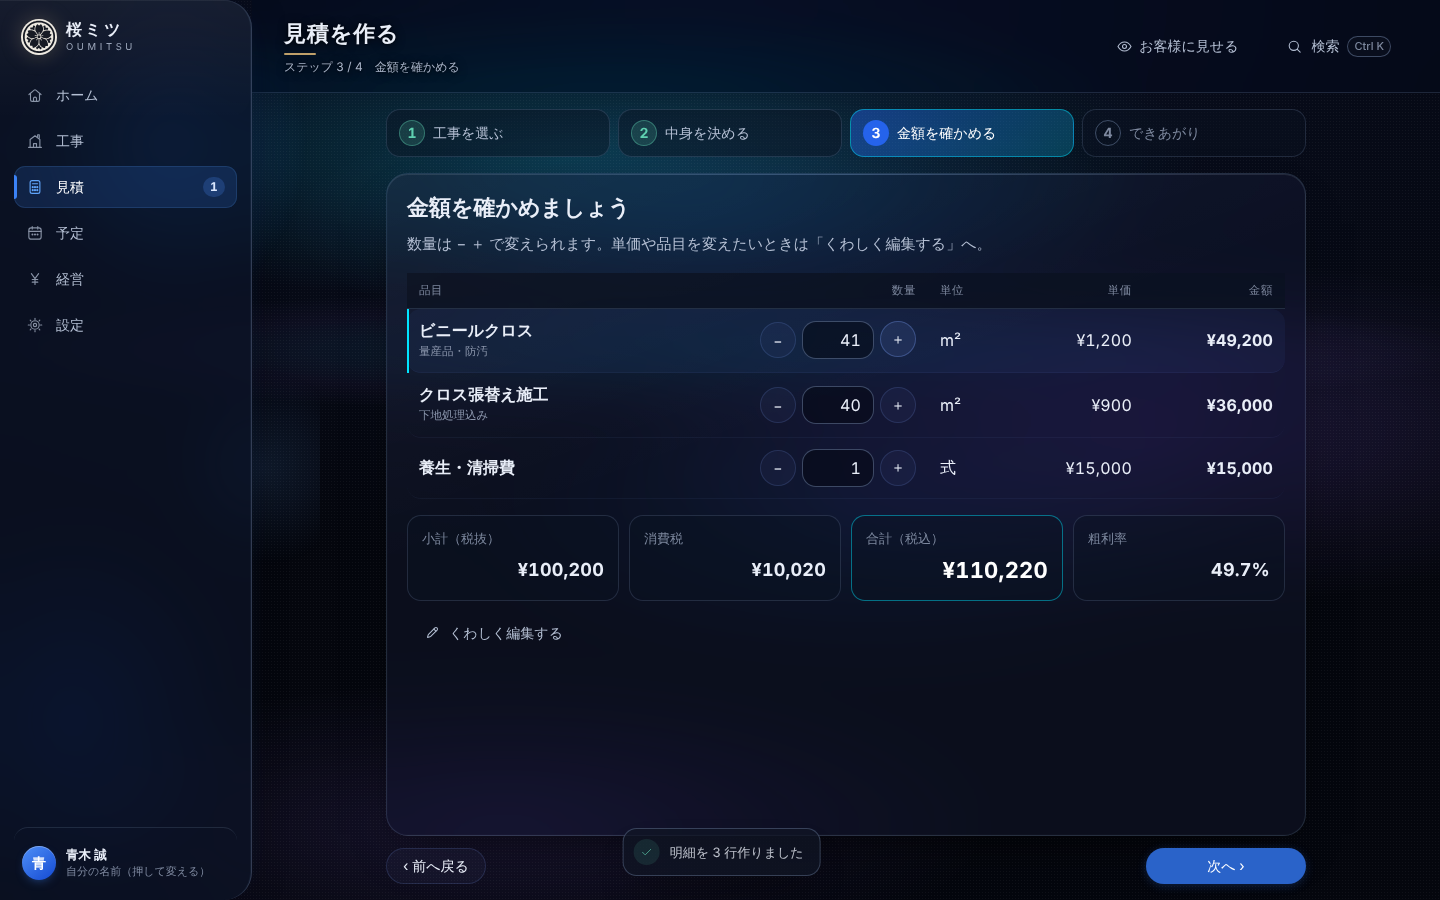 桜ミツ
OUMITSU
ホーム
工事
見積 1
予定
経営
設定
青 青木 誠
自分の名前（押して変える）
見積を作る
ステップ 3 / 4　金額を確かめる
お客様に見せる
検索 Ctrl K
1 工事を選ぶ
2 中身を決める
3 金額を確かめる
4 できあがり
金額を確かめましょう
数量は − ＋ で変えられます。単価や品目を変えたいときは「くわしく編集する」へ。
品目 数量 単位 単価 金額
ビニールクロス
量産品・防汚
− 41 + m² ¥1,200 ¥49,200
クロス張替え施工
下地処理込み
− 40 + m² ¥900 ¥36,000
養生・清掃費 − 1 + 式 ¥15,000 ¥15,000
小計（税抜） 消費税 合計（税込） 粗利率
¥100,200 ¥10,020 ¥110,220 49.7%
くわしく編集する
‹ 前へ戻る
明細を 3 行作りました
次へ ›